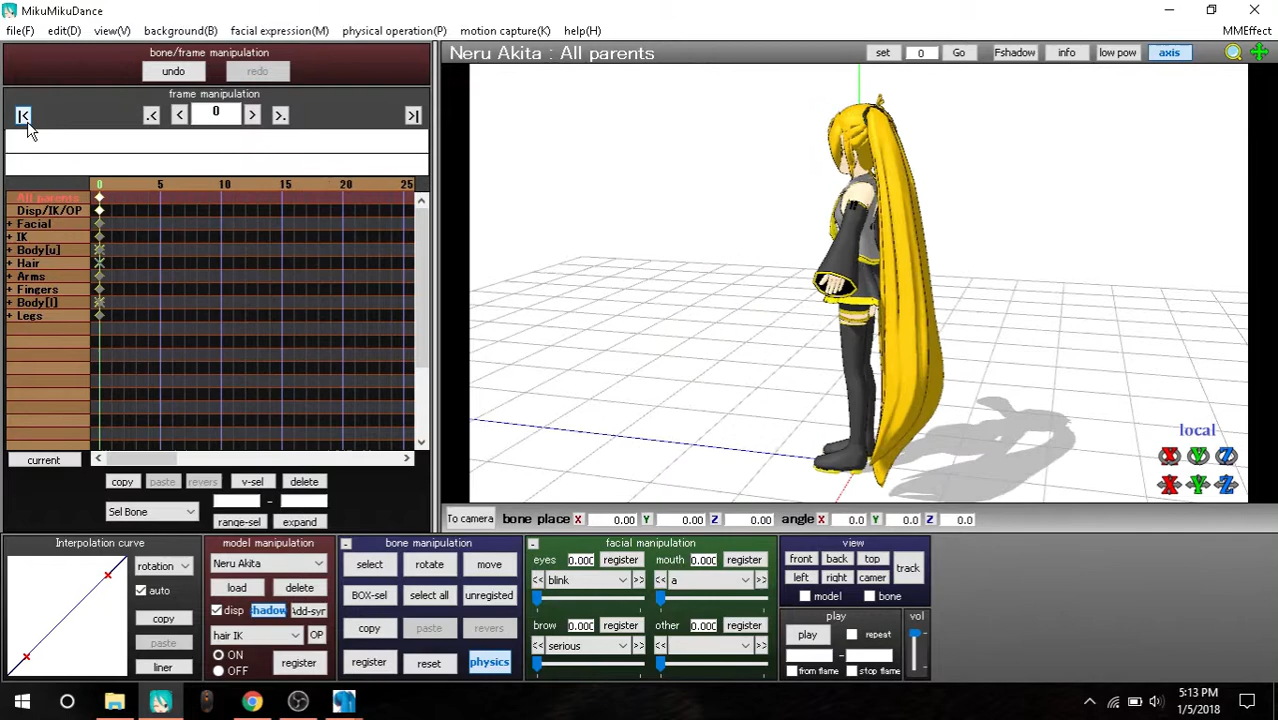 MikuMikuDance
file(F) edit(D) view(V) background(B) facial expression(M) physical operation(P) motion capture(K) help(H) MMEffect
bone/frame manipulation
undo redo
frame manipulation
|< .< < 0 > >. >|
0 5 10 15 20 25
All parents
Disp/IK/OP
+ Facial
+ IK
+ Body[u]
+ Hair
+ Arms
+ Fingers
+ Body[l]
+ Legs
current
copy paste revers v-sel delete
Sel Bone -
range-sel expand
Neru Akita : All parents
set 0 Go Fshadow info low pow axis
local
X Y Z
X Y Z
To camera bone place X 0.00 Y 0.00 Z 0.00 angle X 0.0 Y 0.0 Z 0.0
Interpolation curve
rotation
auto
copy
paste
liner
model manipulation
Neru Akita
load delete
disp shadow Add-syn
hair IK OP
ON
OFF
register
- bone manipulation
select rotate move
BOX-sel select all unregisted
copy paste revers
register reset physics
- facial manipulation
eyes 0.000 register mouth 0.000 register
<< blink >> << a >>
brow 0.000 register other 0.000 register
<< serious >> << >>
view
front back top
left right camer track
model bone
play
play repeat
-
from flame stop flame
vol
5:13 PM
1/5/2018